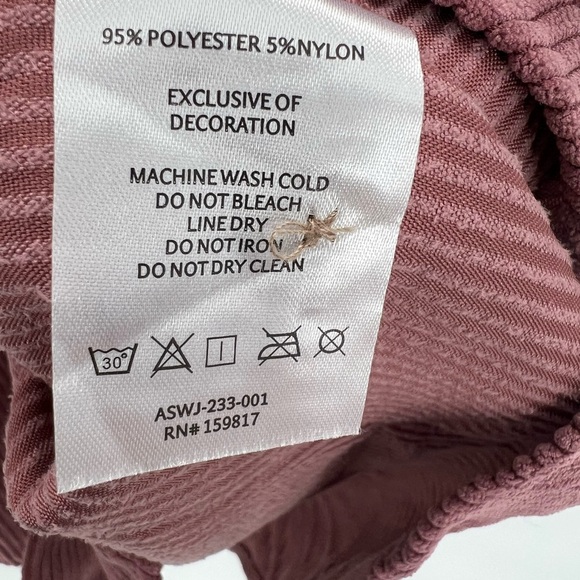 95% POLYESTER 5%NYLON
EXCLUSIVE OF
DECORATION
MACHINE WASH COLD
DO NOT BLEACH
LINE DRY
DO NOT IRON
DO NOT DRY CLEAN
30°
ASWJ-233-001
RN# 159817